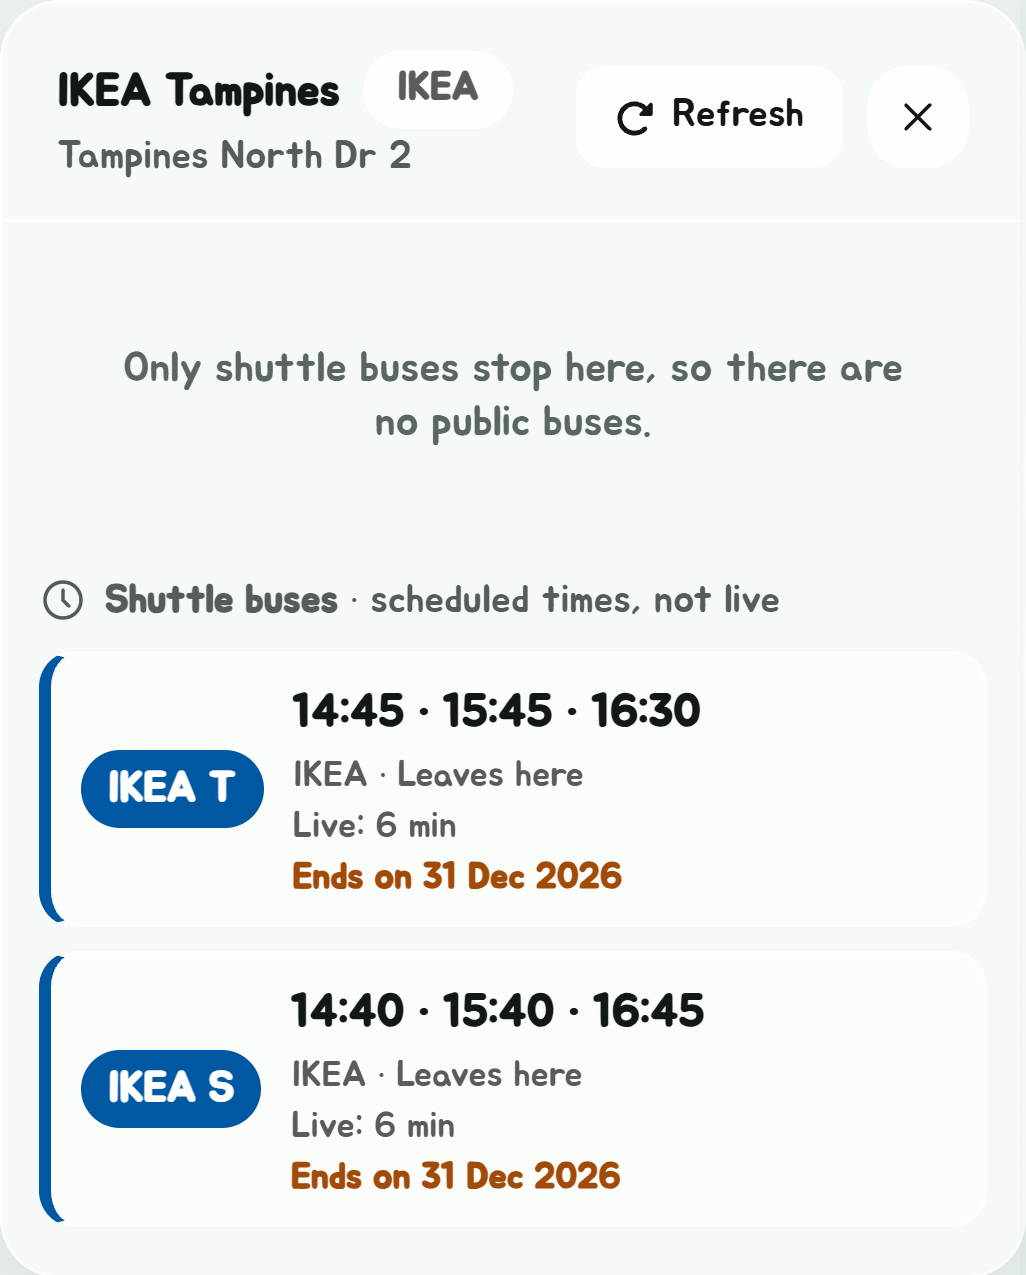 IKEA Tampines IKEA
Tampines North Dr 2
Refresh
Only shuttle buses stop here, so there are
no public buses.
Shuttle buses · scheduled times, not live
14:45 · 15:45 · 16:30
IKEA T
IKEA · Leaves here
Live: 6 min
Ends on 31 Dec 2026
14:40 · 15:40 · 16:45
IKEA S
IKEA · Leaves here
Live: 6 min
Ends on 31 Dec 2026